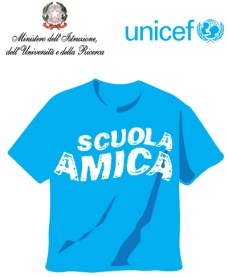 Ministero dell'Istruzione,
dell'Università e della Ricerca
unicef
SCUOLA
AMICA